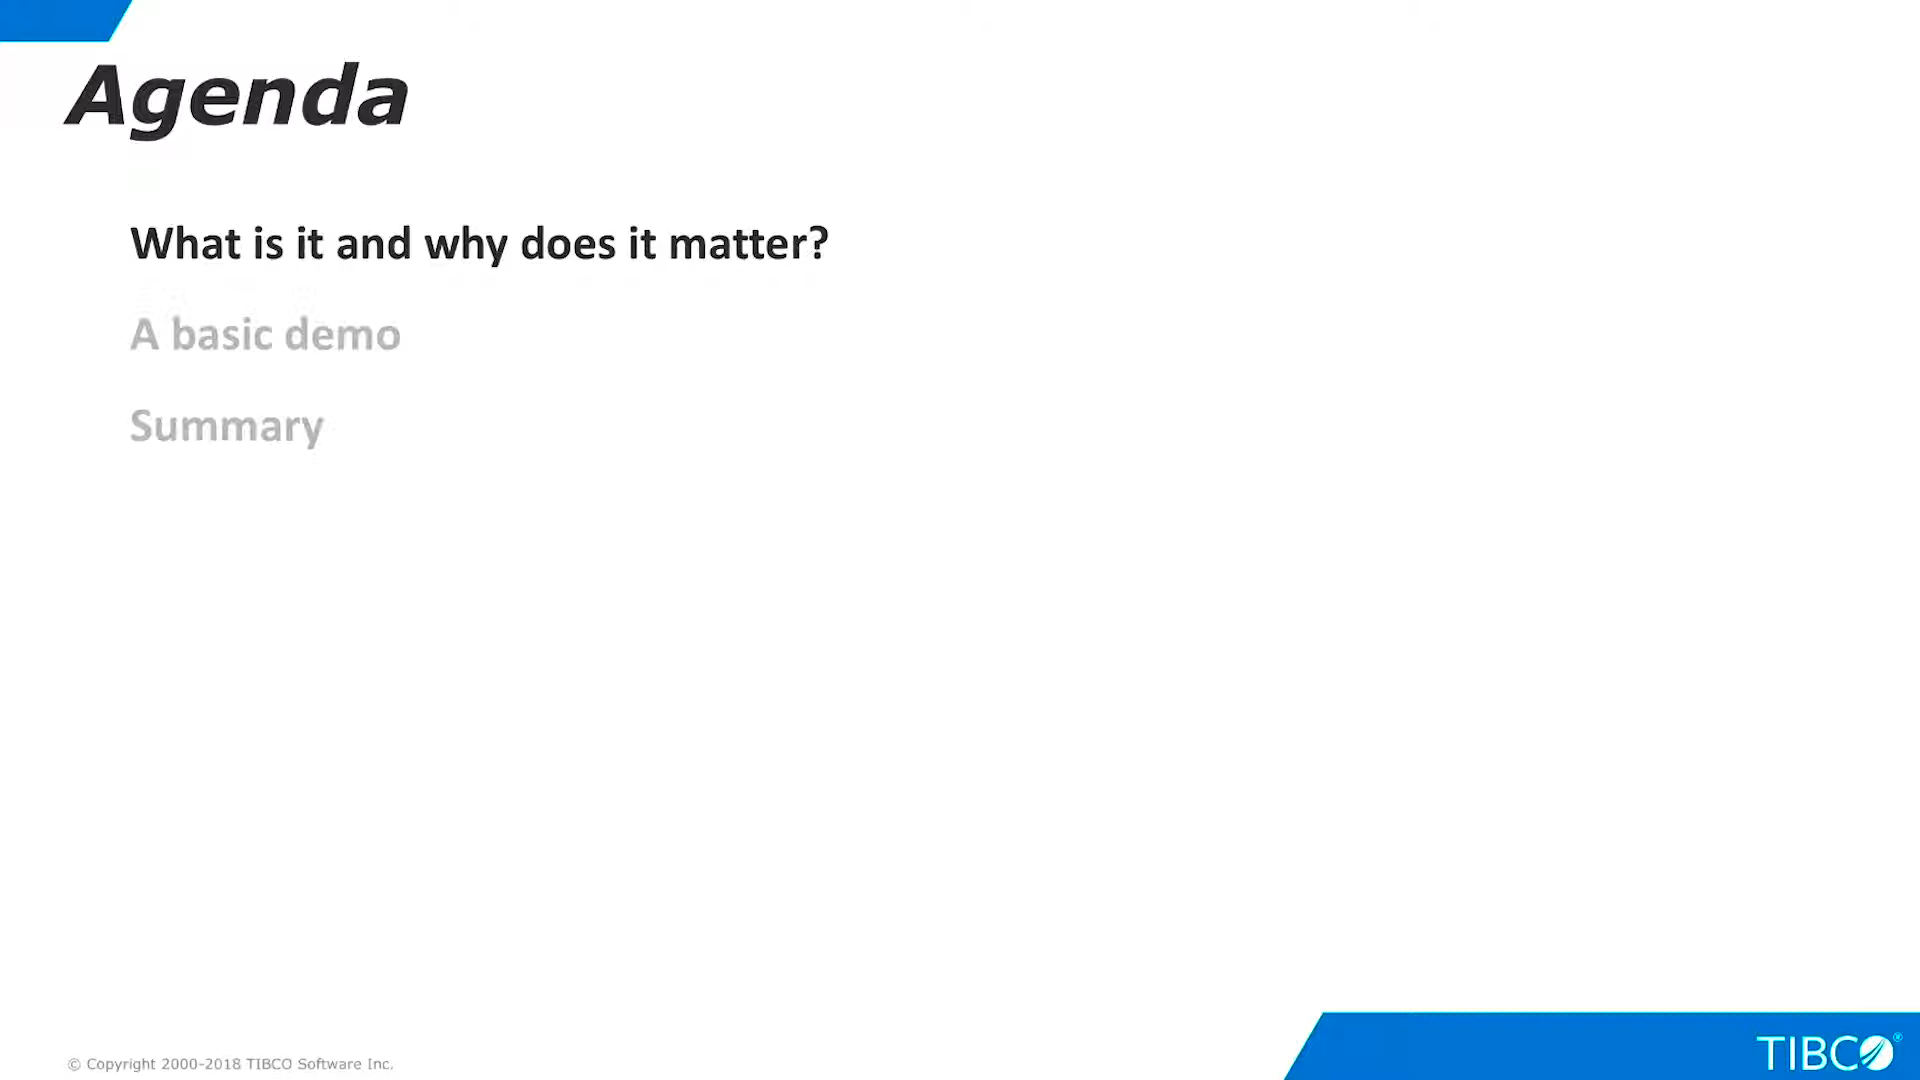 Agenda
What is it and why does it matter?
A basic demo
Summary
© Copyright 2000-2018 TIBCO Software Inc.
TIBCO®